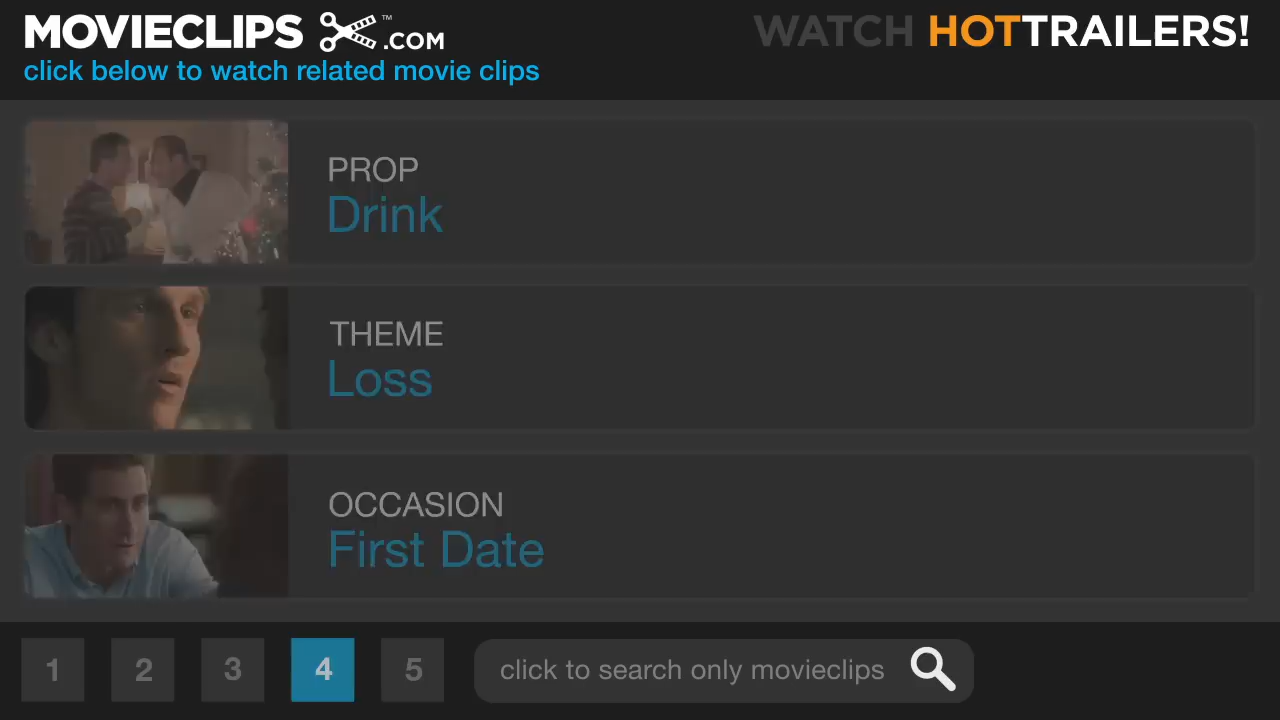 MOVIECLIPS ™ .COM
WATCH HOTTRAILERS!
click below to watch related movie clips
PROP
Drink
THEME
Loss
OCCASION
First Date
1 2 3 4 5
click to search only movieclips